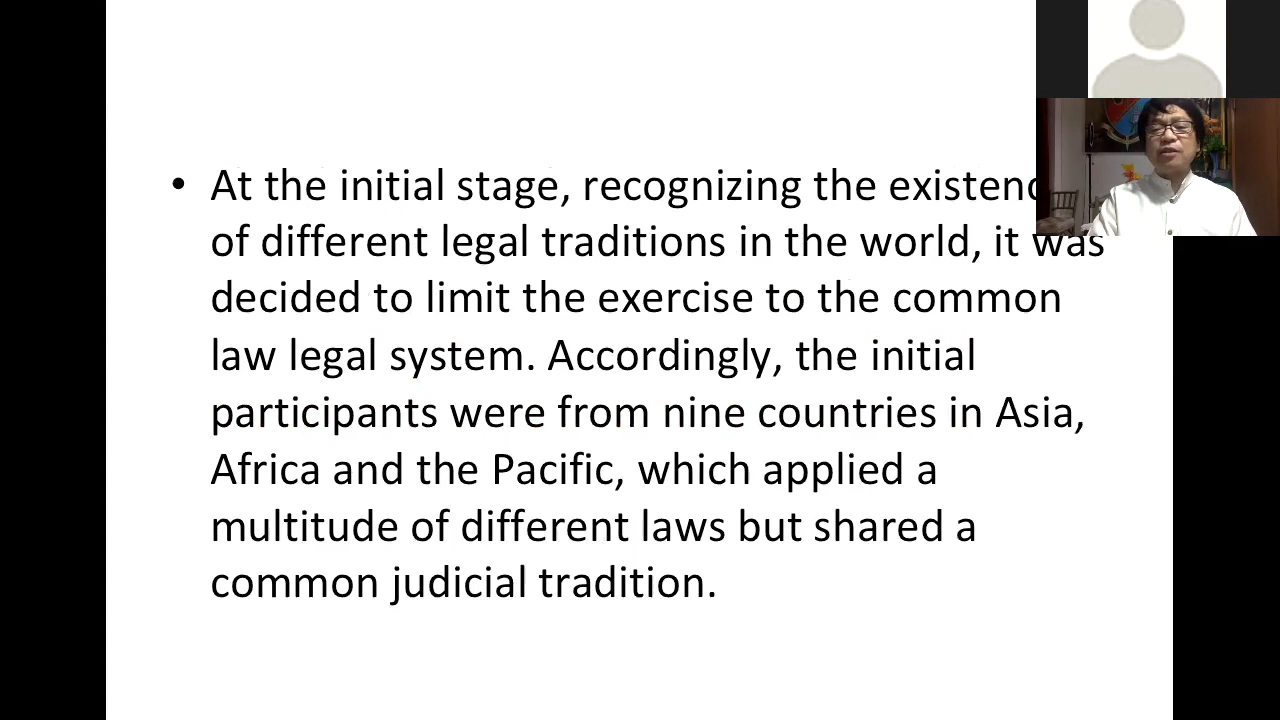 • At the initial stage, recognizing the
of different legal traditions in the world, it was
decided to limit the exercise to the common
law legal system. Accordingly, the initial
participants were from nine countries in Asia,
Africa and the Pacific, which applied a
multitude of different laws but shared a
common judicial tradition.